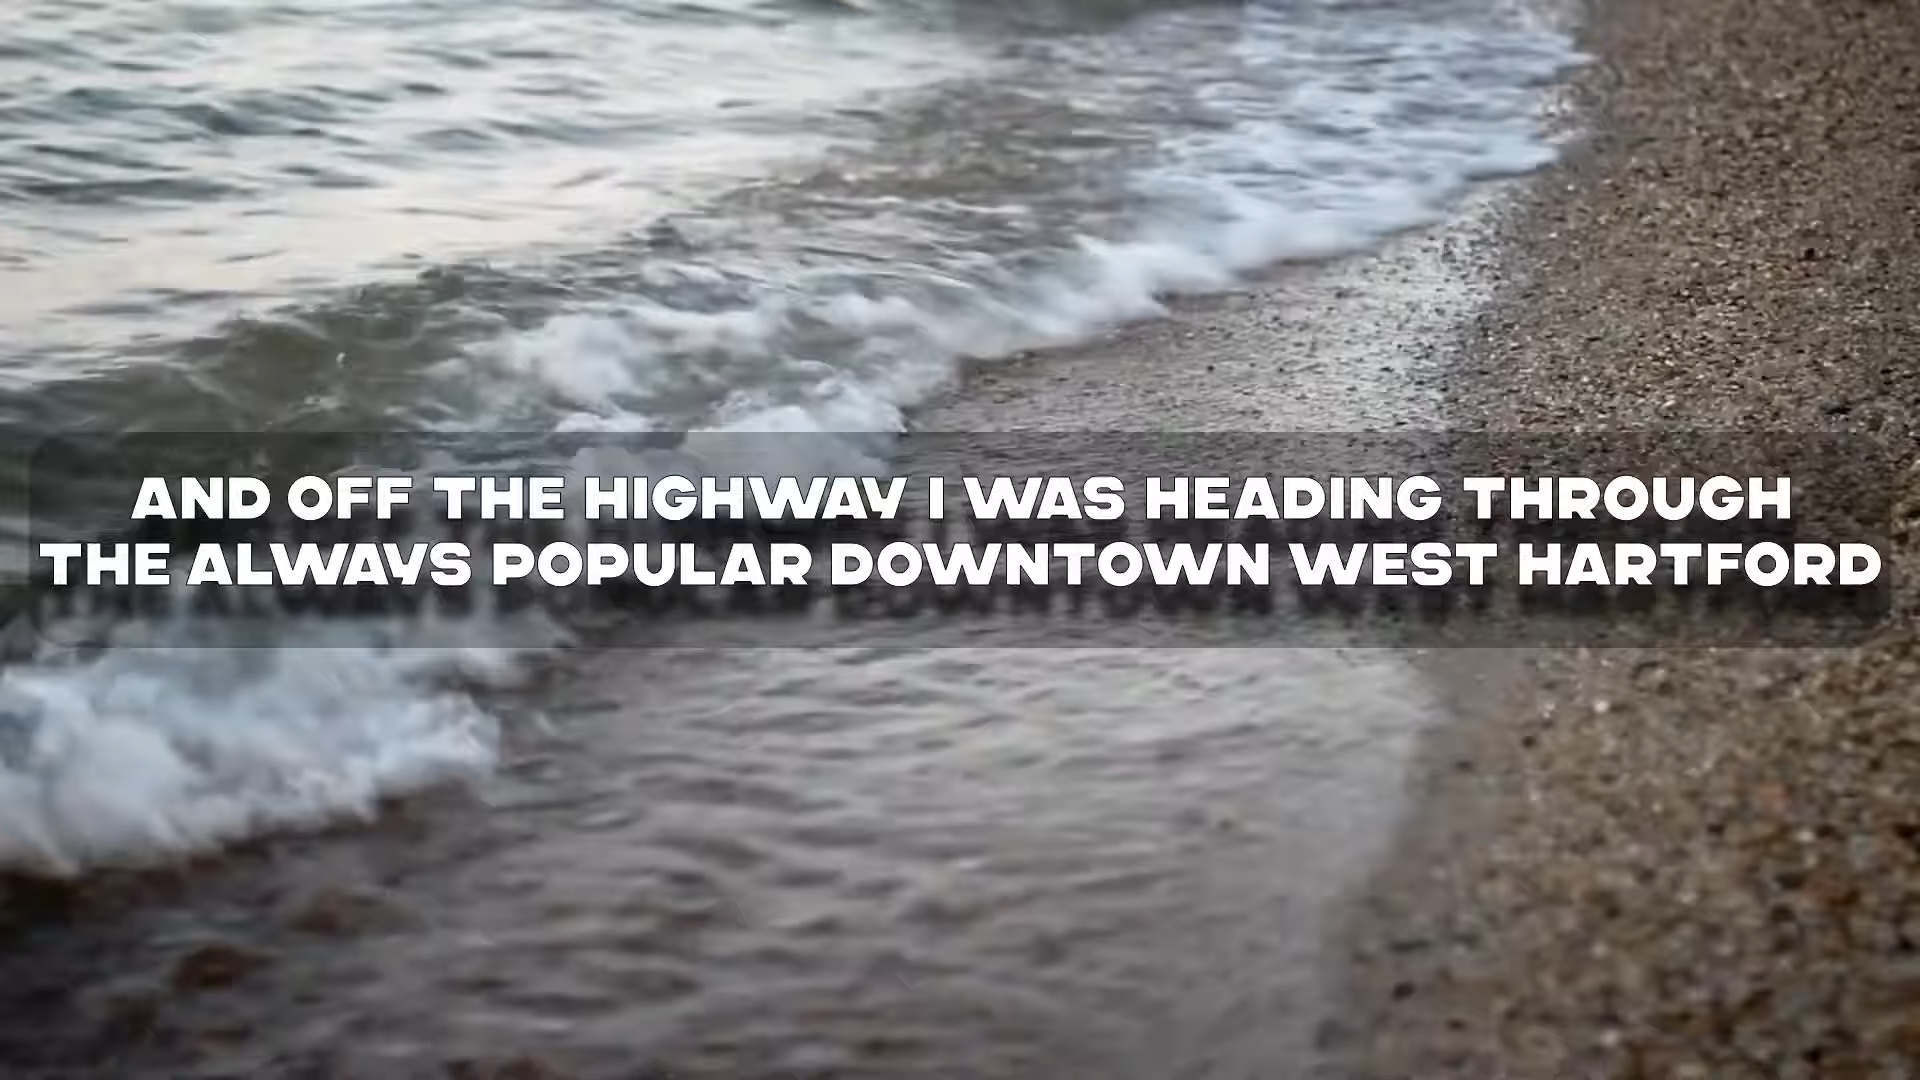 AND OFF THE HIGHWAY I WAS HEADING THROUGH
THE ALWAYS POPULAR DOWNTOWN WEST HARTFORD